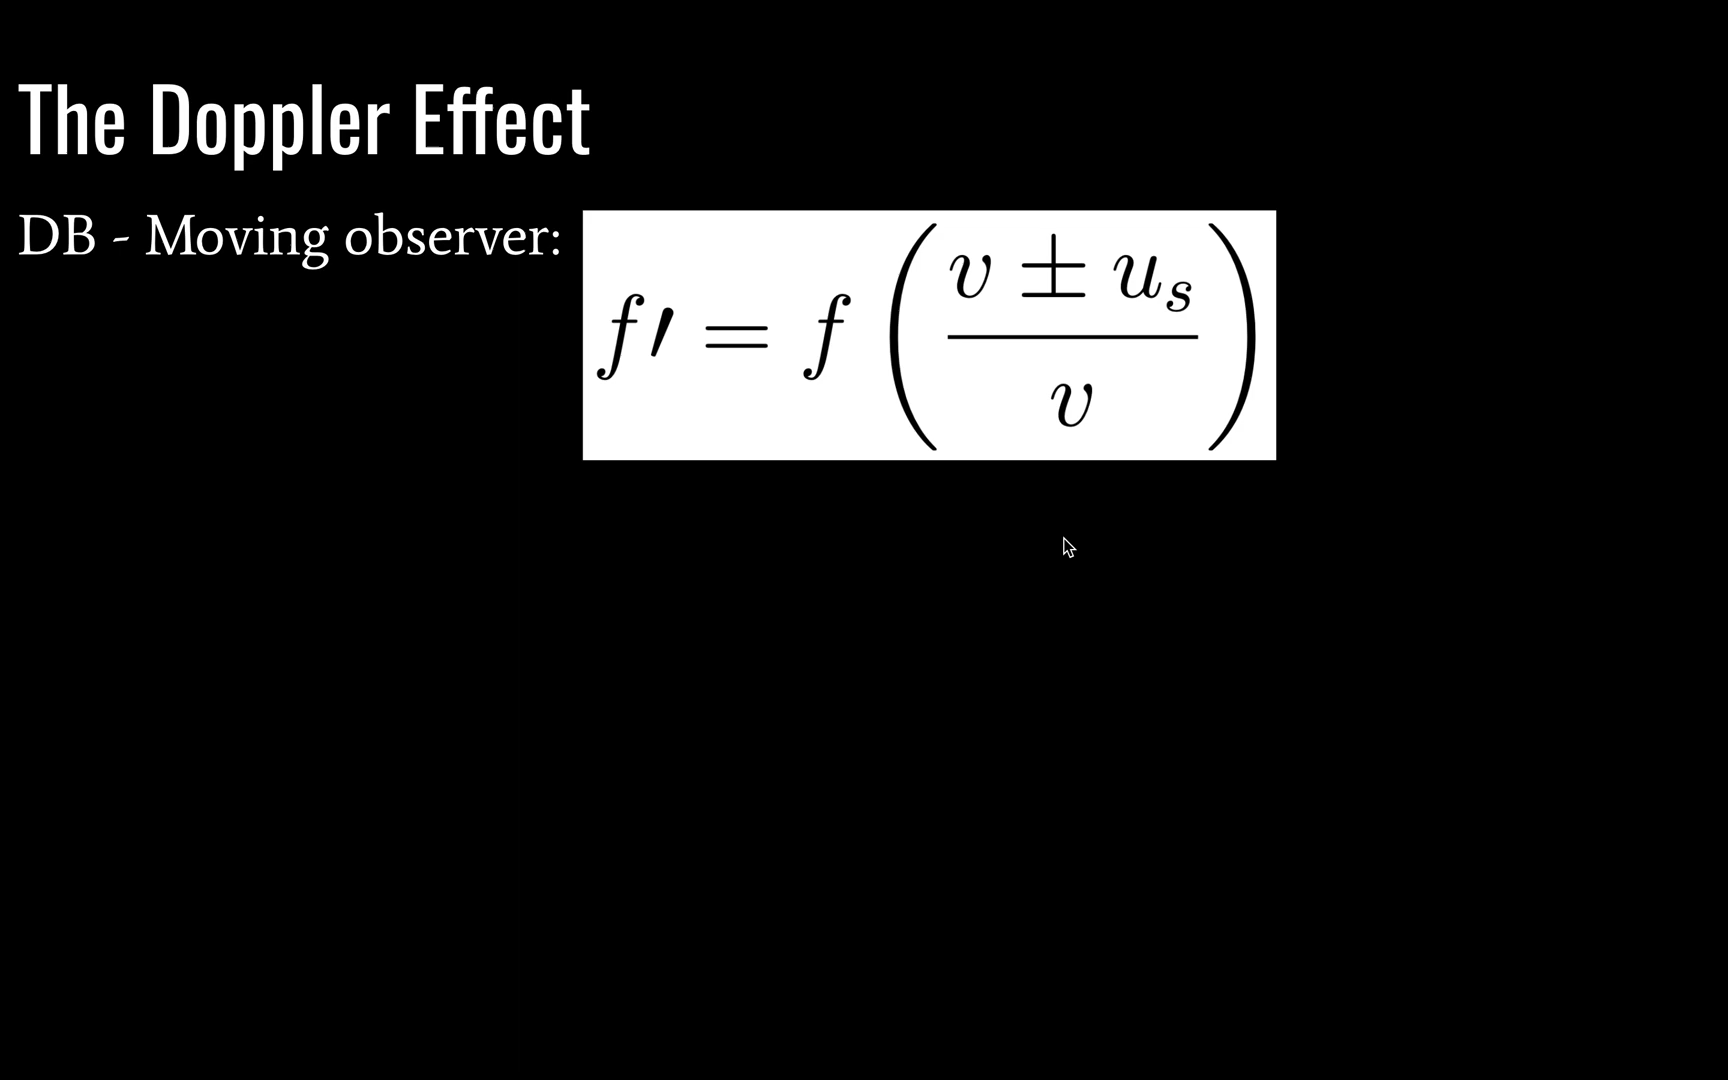 The Doppler Effect
DB - Moving observer:
f′ = f ( (v ± u_s) / v )